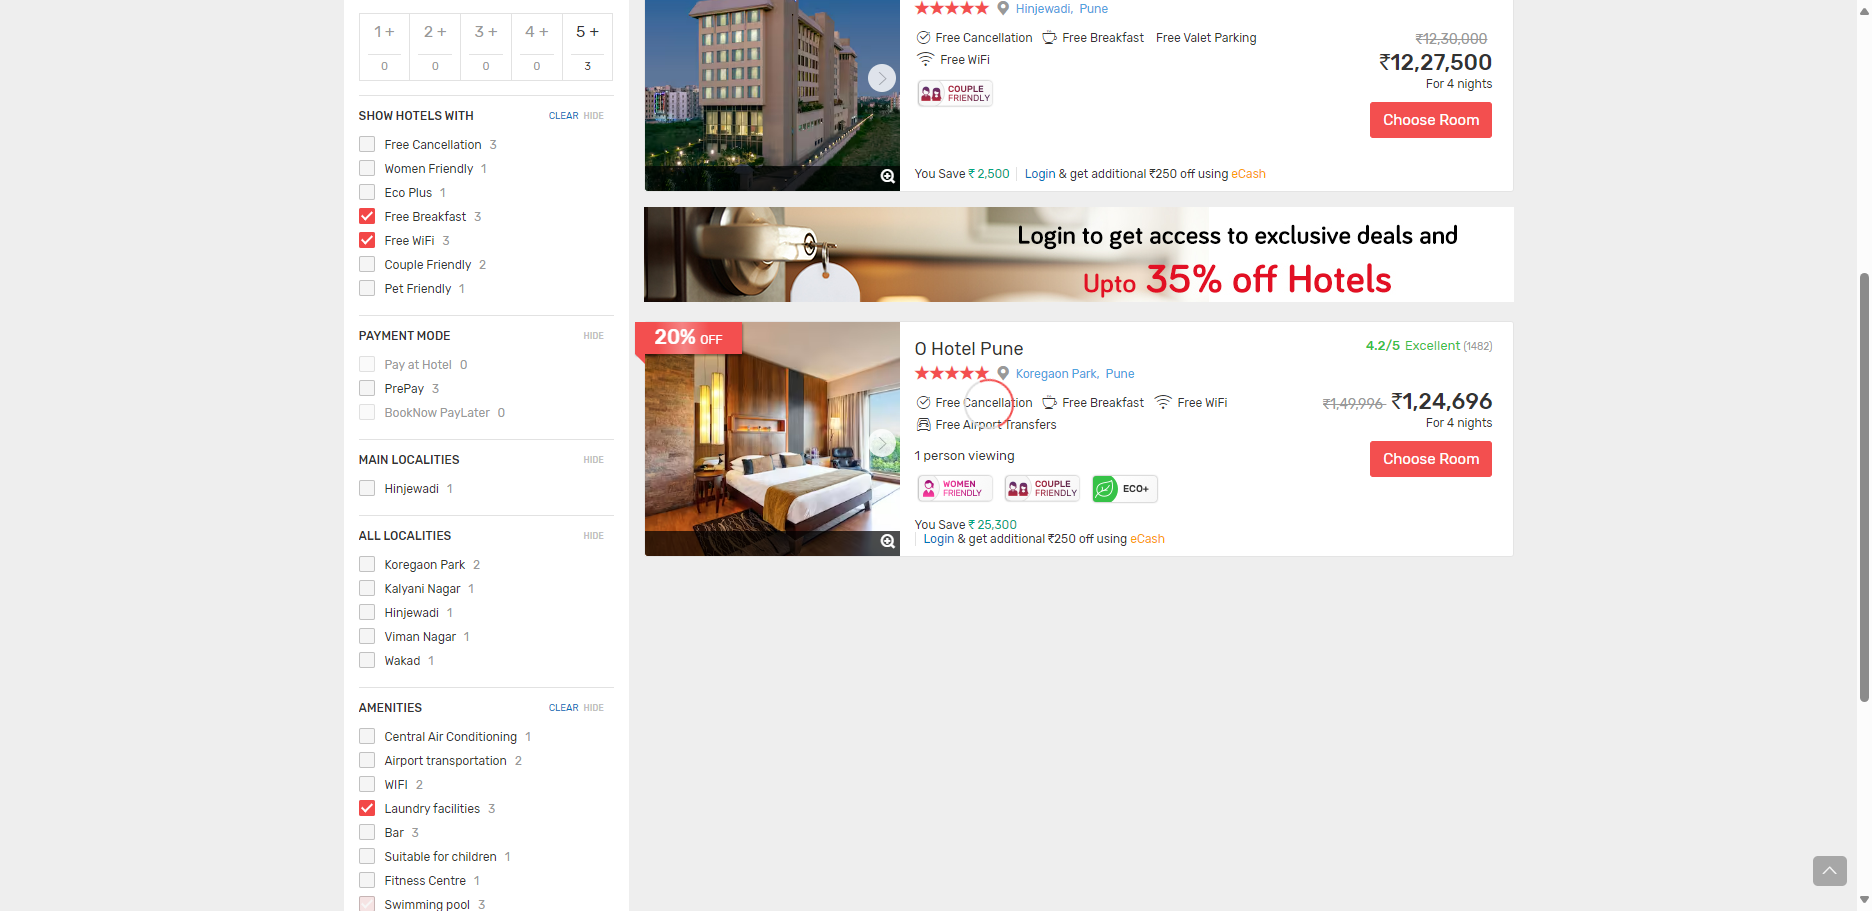 1 + 2 + 3 + 4 + 5 +
0 0 0 0 3
SHOW HOTELS WITH CLEAR HIDE
Free Cancellation 3
Women Friendly 1
Eco Plus 1
Free Breakfast 3
Free WiFi 3
Couple Friendly 2
Pet Friendly 1
PAYMENT MODE HIDE
Pay at Hotel 0
PrePay 3
BookNow PayLater 0
MAIN LOCALITIES HIDE
Hinjewadi 1
ALL LOCALITIES HIDE
Koregaon Park 2
Kalyani Nagar 1
Hinjewadi 1
Viman Nagar 1
Wakad 1
AMENITIES CLEAR HIDE
Central Air Conditioning 1
Airport transportation 2
WIFI 2
Laundry facilities 3
Bar 3
Suitable for children 1
Fitness Centre 1
Swimming pool 3
Hinjewadi, Pune
Free Cancellation Free Breakfast Free Valet Parking
Free WiFi
COUPLE
FRIENDLY
₹12,30,000
₹12,27,500
For 4 nights
Choose Room
You Save ₹ 2,500 Login & get additional ₹250 off using eCash
Login to get access to exclusive deals and
Upto 35% off Hotels
20% OFF
O Hotel Pune
4.2/5 Excellent (1482)
Koregaon Park, Pune
Free Cancellation Free Breakfast Free WiFi
Free Airport Transfers
₹1,49,996 ₹1,24,696
For 4 nights
Choose Room
1 person viewing
WOMEN
FRIENDLY
COUPLE
FRIENDLY
ECO+
You Save ₹ 25,300
Login & get additional ₹250 off using eCash